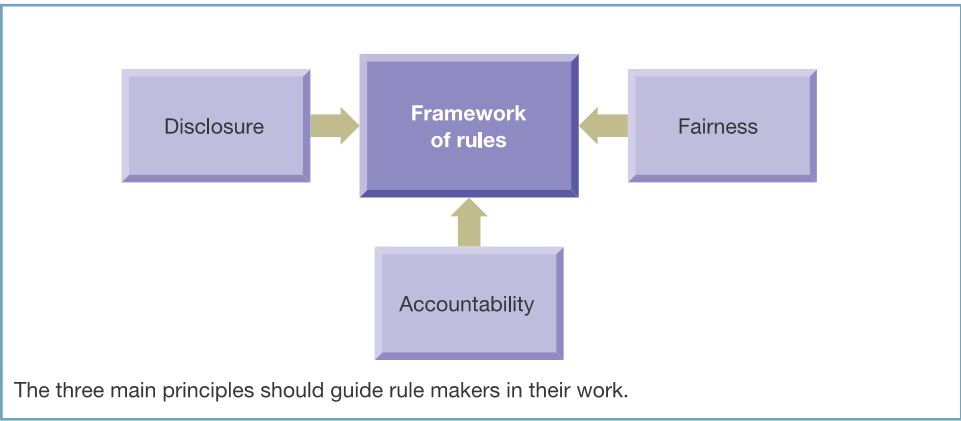 Disclosure
Framework
of rules
Fairness
Accountability
The three main principles should guide rule makers in their work.